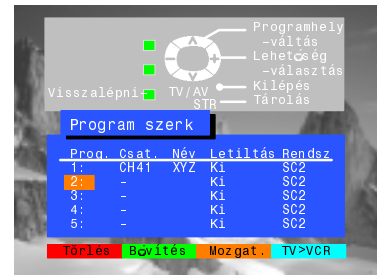 Programhely
-váltás
Lehetőség
-választás
Visszalépni- TV/AV Kilépés
STR Tárolás
Program szerk
Prog. Csat. Név Letiltás Rendsz
1: CH41 XYZ Ki SC2
2: - Ki SC2
3: - Ki SC2
4: - Ki SC2
5: - Ki SC2
Törlés Bővítés Mozgat. TV>VCR